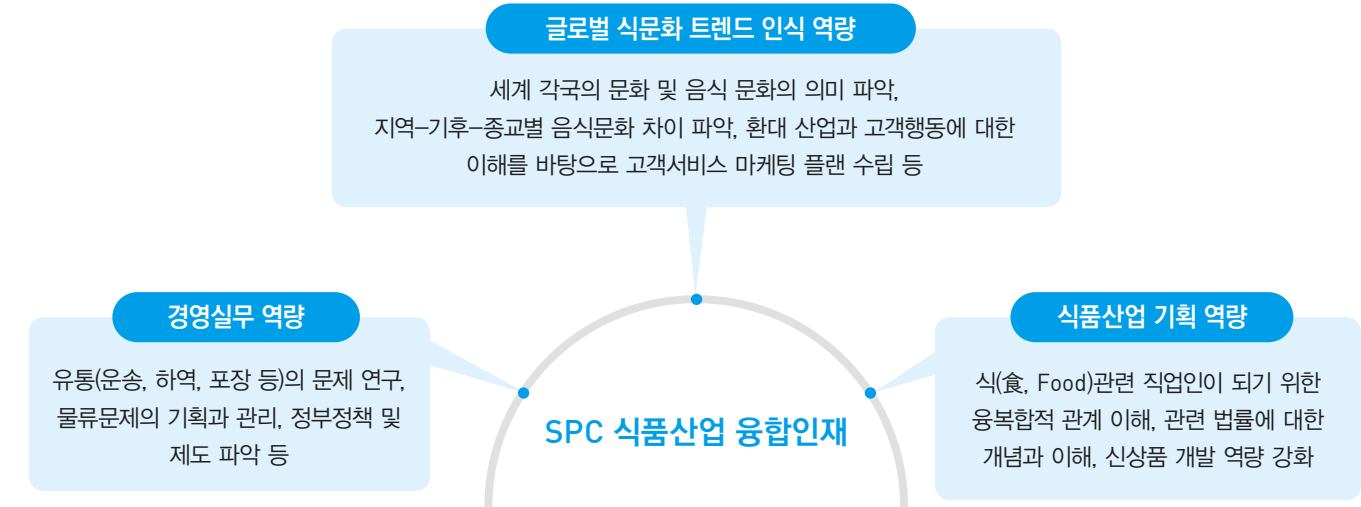 글로벌 식문화 트렌드 인식 역량
세계 각국의 문화 및 음식 문화의 의미 파악,
지역–기후–종교별 음식문화 차이 파악, 환대 산업과 고객행동에 대한
이해를 바탕으로 고객서비스 마케팅 플랜 수립 등
경영실무 역량
유통(운송, 하역, 포장 등)의 문제 연구,
물류문제의 기획과 관리, 정부정책 및
제도 파악 등
SPC 식품산업 융합인재
식품산업 기획 역량
식(食, Food)관련 직업인이 되기 위한
융복합적 관계 이해, 관련 법률에 대한
개념과 이해, 신상품 개발 역량 강화